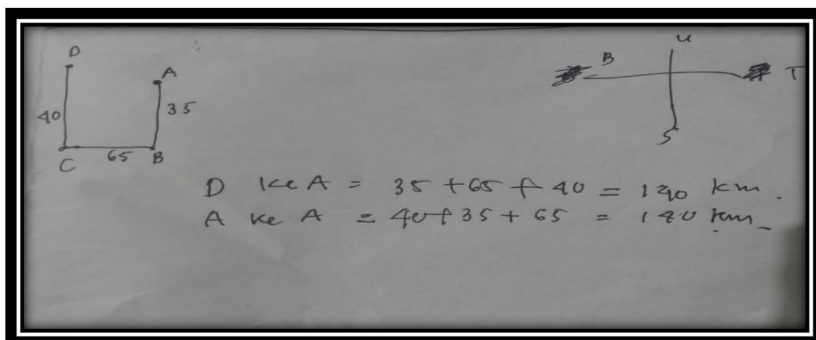 D
A
40
35
C
65
B
U
B
T
S
D ke A = 35 + 65 + 40 = 140 km.
A ke A = 40 + 35 + 65 = 140 km